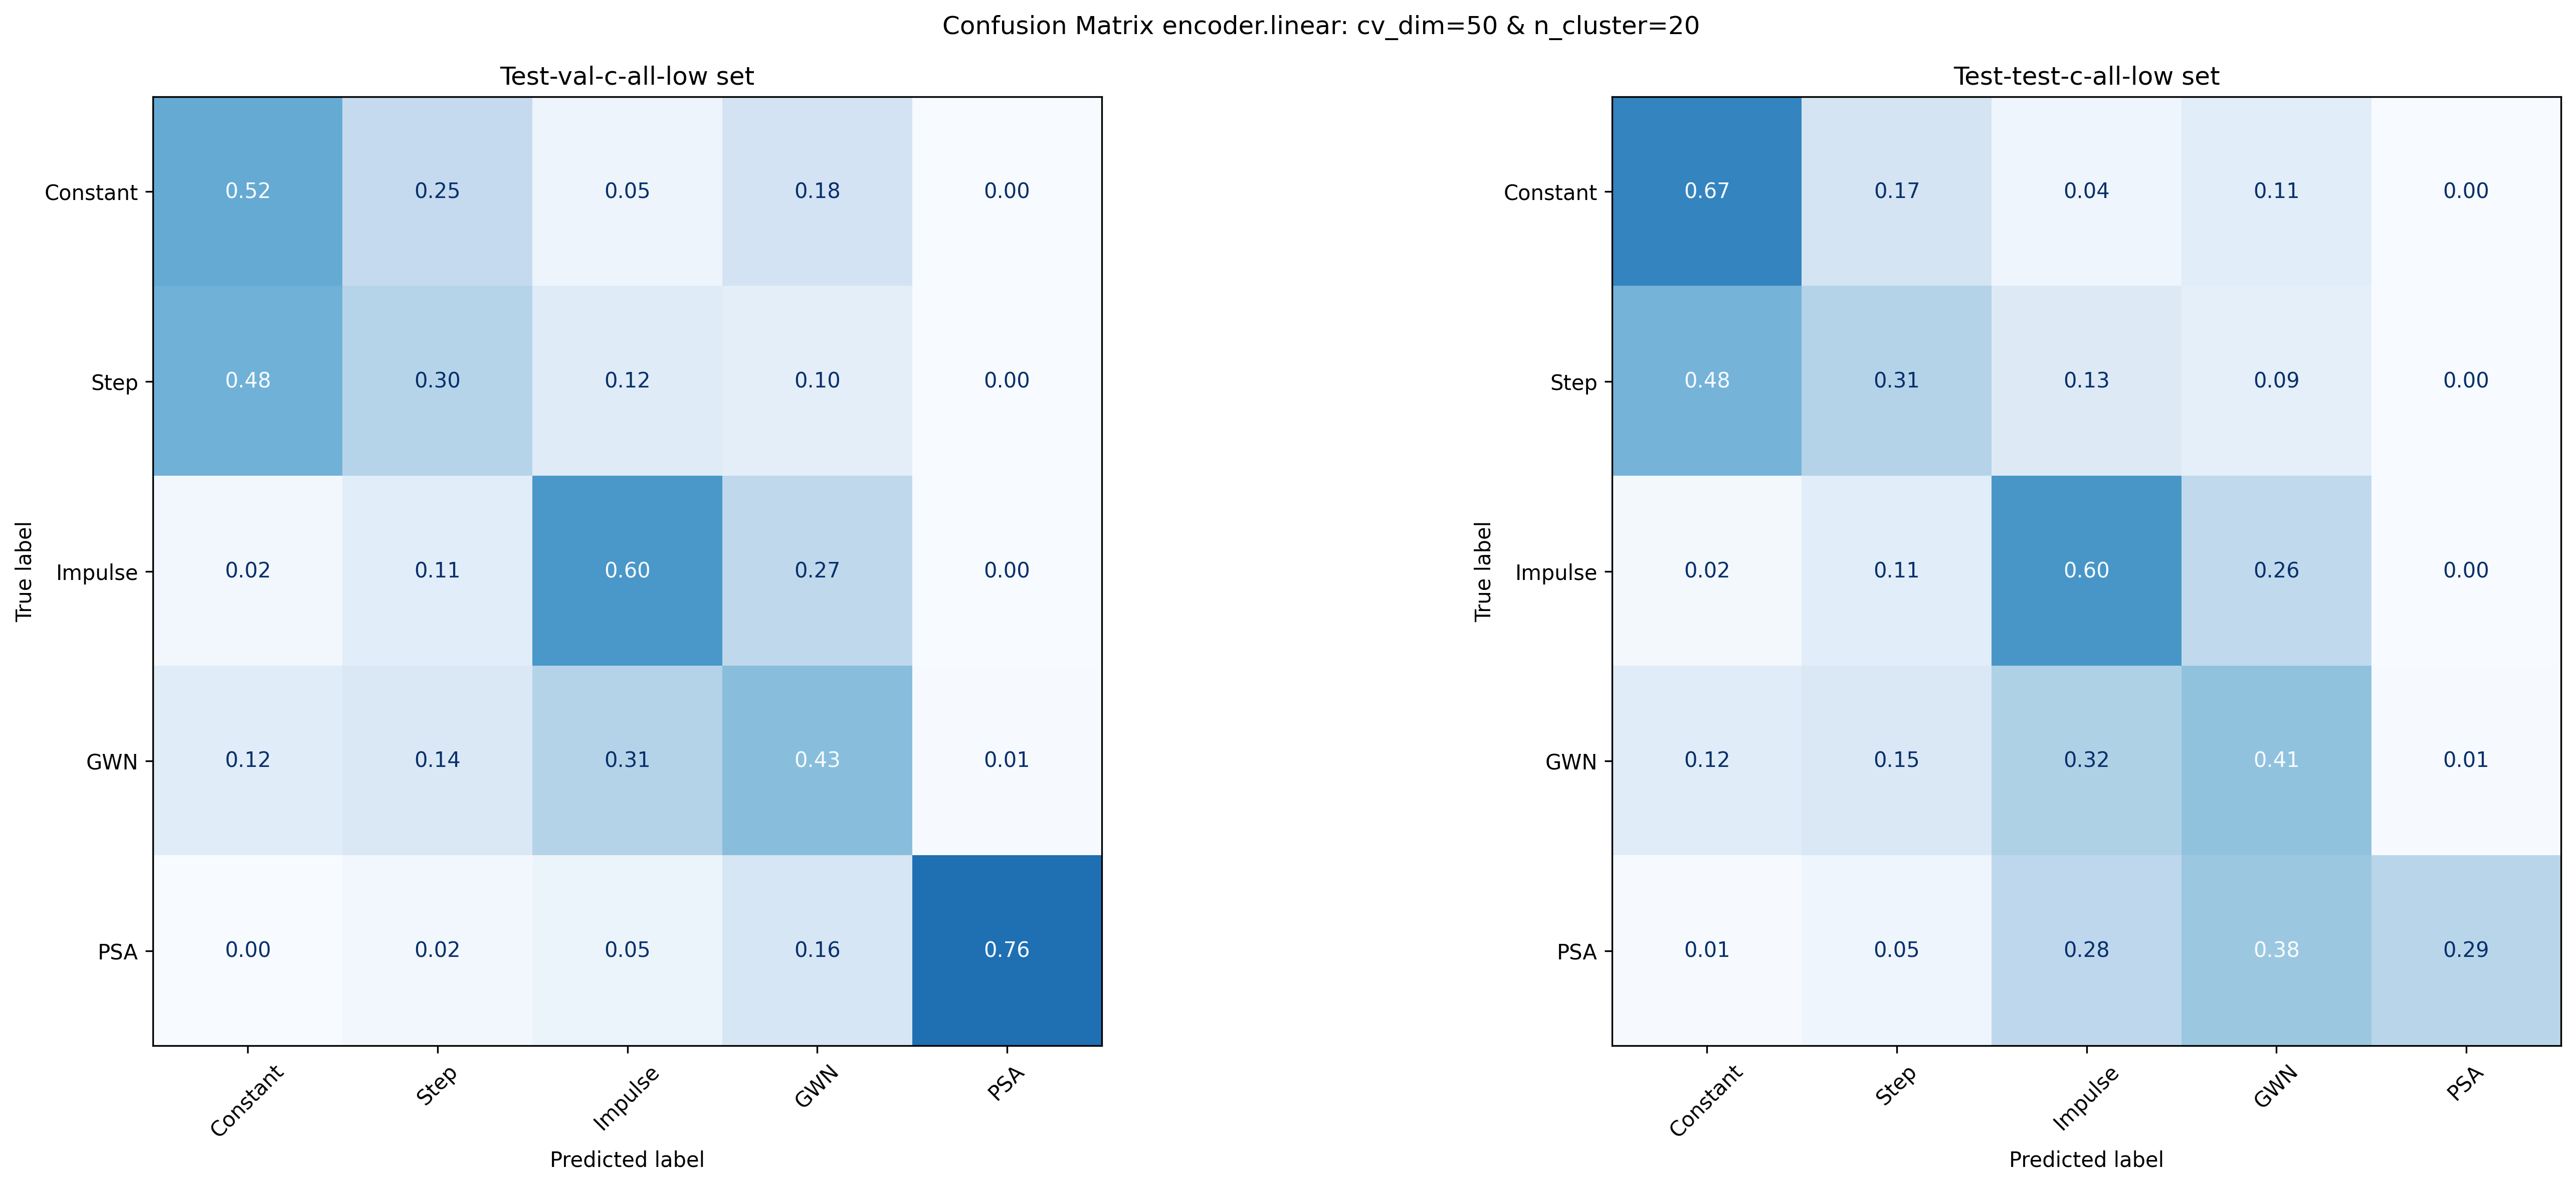 Confusion Matrix encoder.linear: cv_dim=50 & n_cluster=20
Test-val-c-all-low set
True label
Constant 0.52 0.25 0.05 0.18 0.00
Step 0.48 0.30 0.12 0.10 0.00
Impulse 0.02 0.11 0.60 0.27 0.00
GWN 0.12 0.14 0.31 0.43 0.01
PSA 0.00 0.02 0.05 0.16 0.76
Constant Step Impulse GWN PSA
Predicted label
Test-test-c-all-low set
True label
Constant 0.67 0.17 0.04 0.11 0.00
Step 0.48 0.31 0.13 0.09 0.00
Impulse 0.02 0.11 0.60 0.26 0.00
GWN 0.12 0.15 0.32 0.41 0.01
PSA 0.01 0.05 0.28 0.38 0.29
Constant Step Impulse GWN PSA
Predicted label